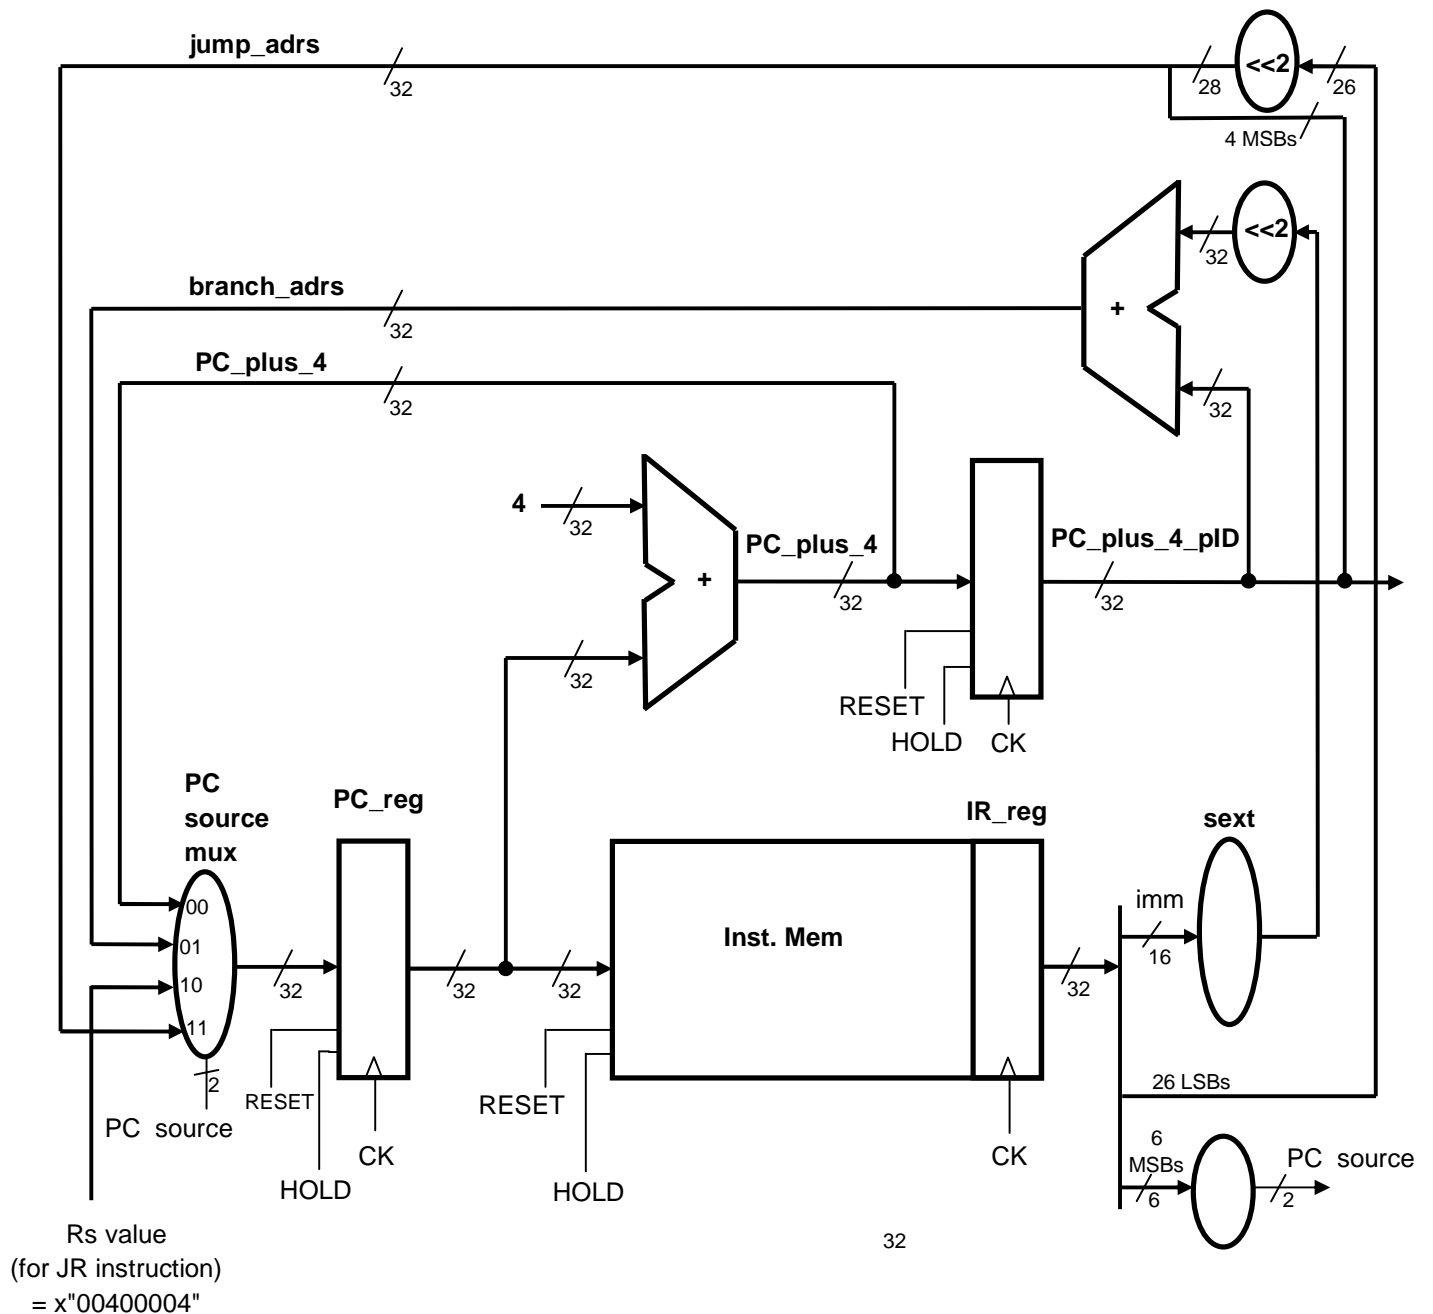 jump_adrs
32
28
<<2
26
4 MSBs
<<2
32
branch_adrs
32
+
PC_plus_4
32
32
4
32
PC_plus_4
PC_plus_4_pID
+
32
32
32
RESET
HOLD
CK
PC
source
mux
PC_reg
IR_reg
sext
00
01
10
11
imm
Inst. Mem
16
32
32
32
32
2
RESET
RESET
26 LSBs
PC source
CK
CK
HOLD
HOLD
6
MSBs
6
PC source
2
Rs value
(for JR instruction)
= x"00400004"
32